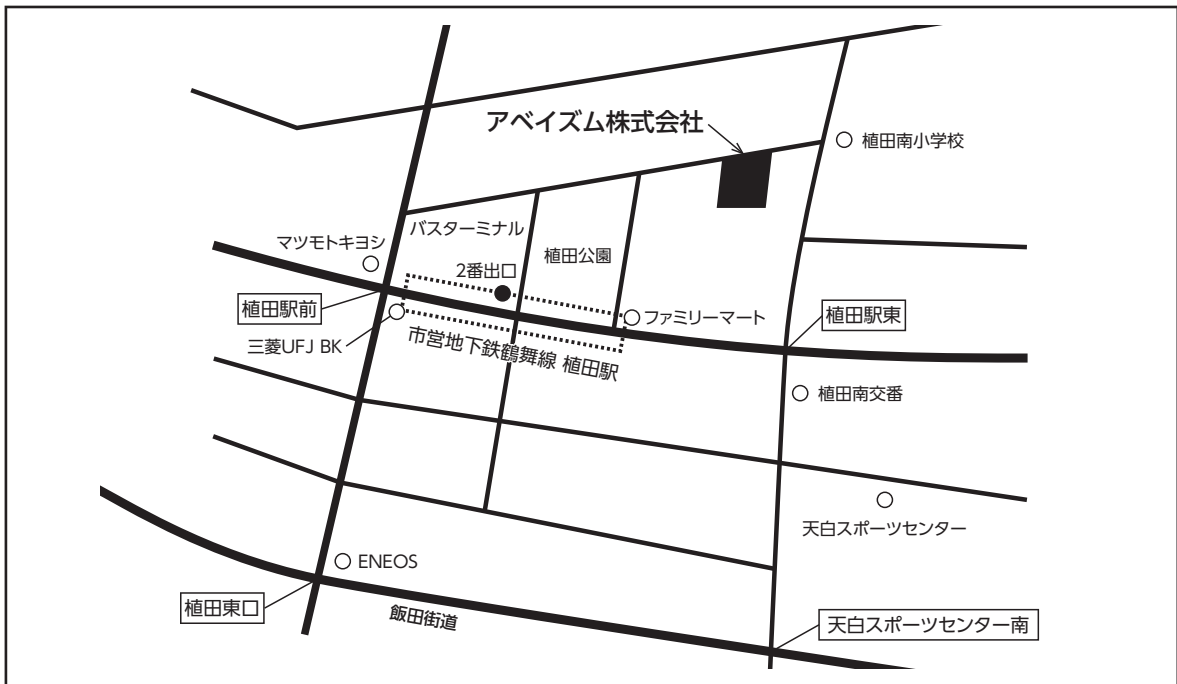 アベイズム株式会社
植田南小学校
バスターミナル
マツモトキヨシ
植田公園
2番出口
植田駅前
ファミリーマート
植田駅東
三菱UFJ BK
市営地下鉄鶴舞線 植田駅
植田南交番
天白スポーツセンター
ENEOS
植田東口
飯田街道
天白スポーツセンター南